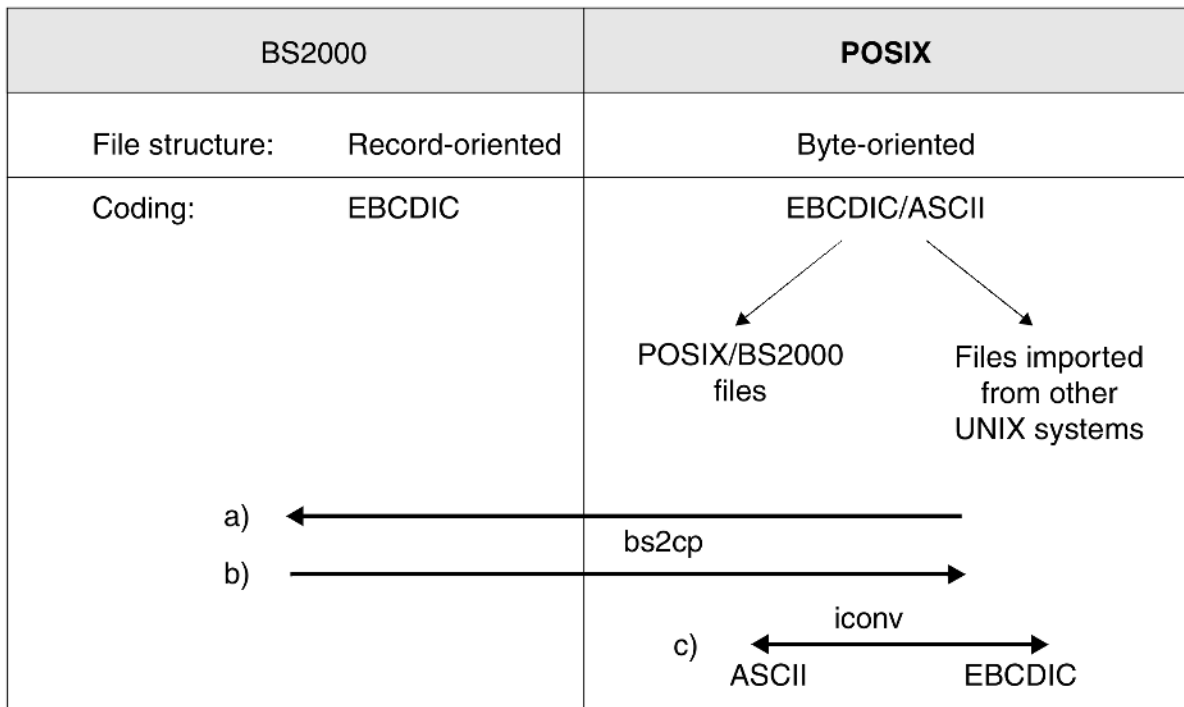 BS2000 POSIX
File structure: Record-oriented Byte-oriented
Coding: EBCDIC EBCDIC/ASCII
POSIX/BS2000
files
Files imported
from other
UNIX systems
a)
bs2cp
b)
iconv
c)
ASCII EBCDIC